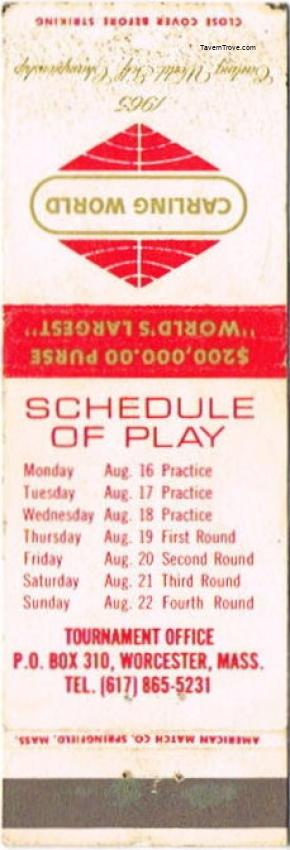 TavernTrove.com
CLOSE COVER BEFORE STRIKING
Carling World Golf Championship
1965
CARLING WORLD
"WORLD'S LARGEST"
$200,000.00 PURSE
SCHEDULE
OF PLAY
Monday Aug. 16 Practice
Tuesday Aug. 17 Practice
Wednesday Aug. 18 Practice
Thursday Aug. 19 First Round
Friday Aug. 20 Second Round
Saturday Aug. 21 Third Round
Sunday Aug. 22 Fourth Round
TOURNAMENT OFFICE
P.O. BOX 310, WORCESTER, MASS.
TEL. (617) 865-5231
AMERICAN MATCH CO. SPRINGFIELD, MASS.